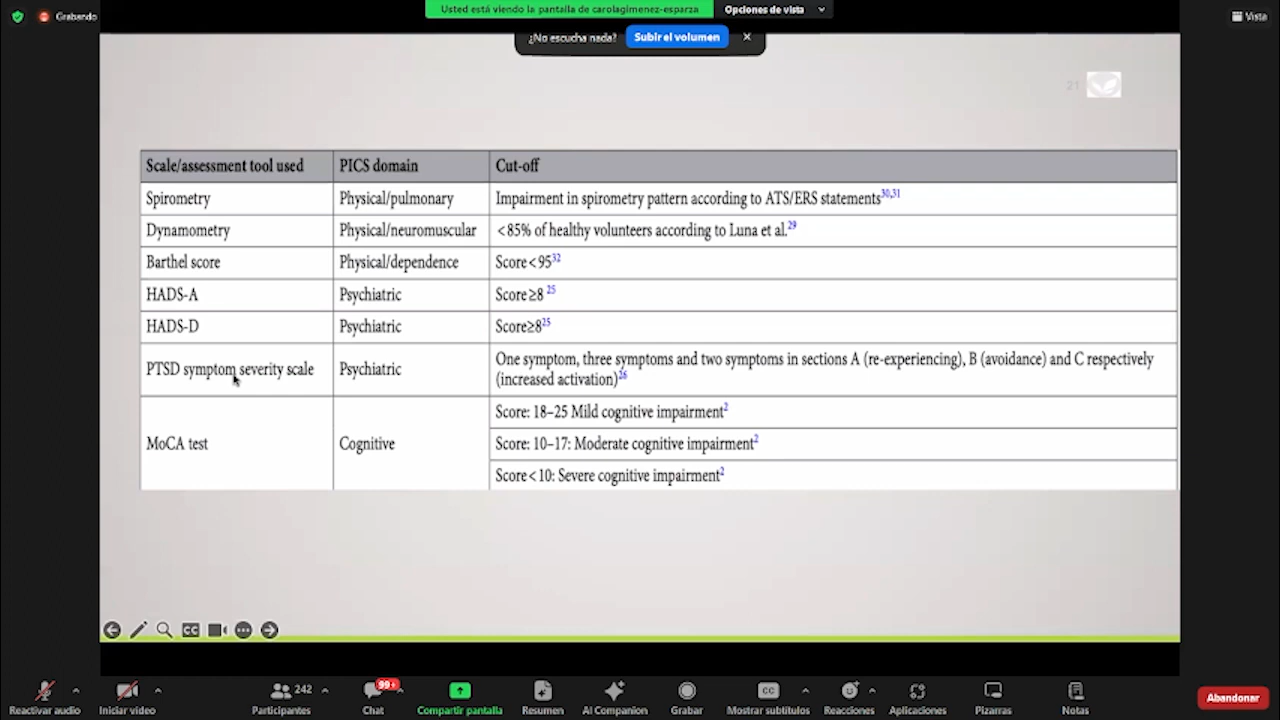 Grabando
Usted está viendo la pantalla de carolagimenez-esparza
Opciones de vista
Vista
¿No escucha nada?
Subir el volumen
21
Scale/assessment tool used PICS domain Cut-off
Spirometry Physical/pulmonary Impairment in spirometry pattern according to ATS/ERS statements30,31
Dynamometry Physical/neuromuscular <85% of healthy volunteers according to Luna et al.29
Barthel score Physical/dependence Score<9532
HADS-A Psychiatric Score≥8 25
HADS-D Psychiatric Score≥825
PTSD symptom severity scale Psychiatric One symptom, three symptoms and two symptoms in sections A (re-experiencing), B (avoidance) and C respectively
(increased activation)26
MoCA test Cognitive Score: 18–25 Mild cognitive impairment2
Score: 10–17: Moderate cognitive impairment2
Score<10: Severe cognitive impairment2
CC
242
99+
CC
Reactivar audio
Iniciar video
Participantes
Chat
Compartir pantalla
Resumen
AI Companion
Grabar
Mostrar subtítulos
Reacciones
Aplicaciones
Pizarras
Notas
Abandonar